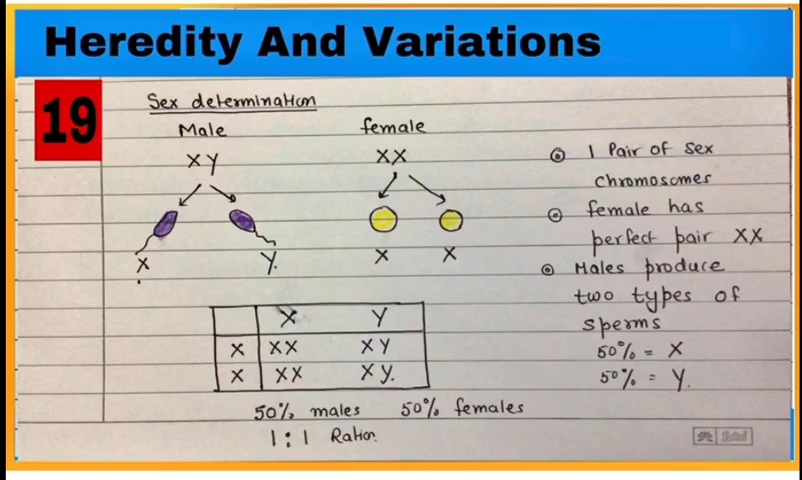 Heredity And Variations
19
Sex determination
Male
female
XY
XX
X
Y.
X
X
X Y
X XX XY
X XX XY.
50% males 50% females
1:1 Ration
1 Pair of sex
chromosomes
female has
perfect pair XX
Males produce
two types of
sperms
50% = X
50% = Y.